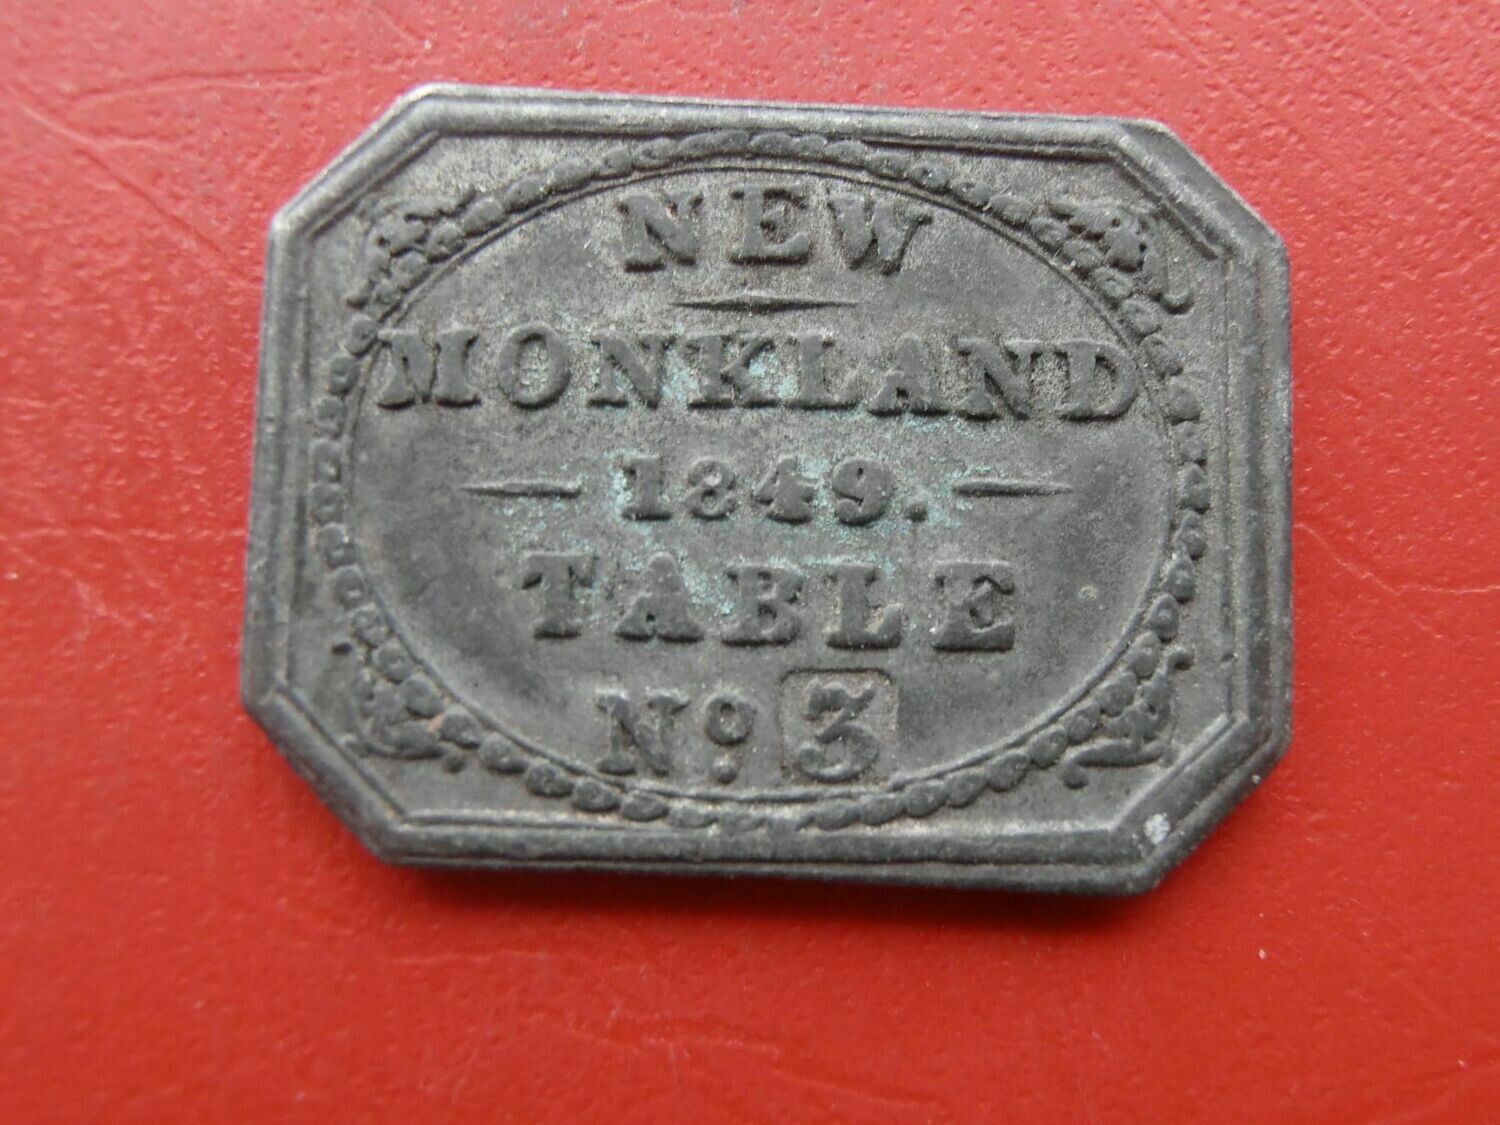 NEW
MONKLAND
1849.
TABLE
No. 3